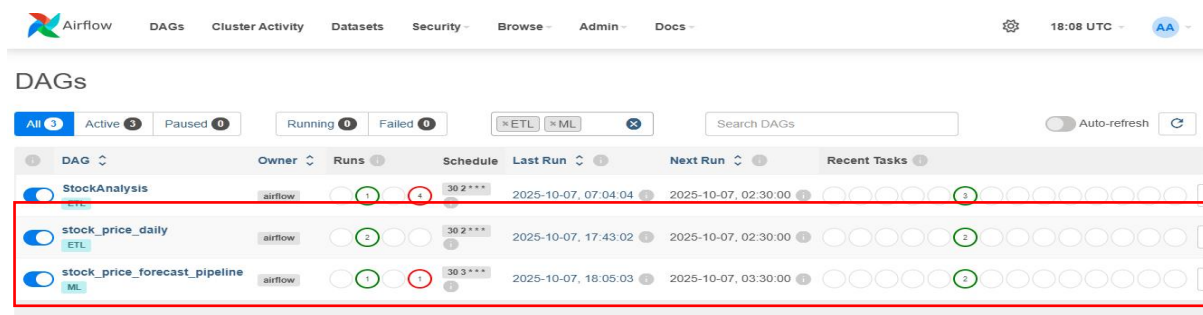 Airflow DAGs Cluster Activity Datasets Security Browse Admin Docs 18:08 UTC AA
DAGs
All 3 Active 3 Paused 0 Running 0 Failed 0 × ETL × ML Search DAGs Auto-refresh
DAG Owner Runs Schedule Last Run Next Run Recent Tasks
StockAnalysis airflow 1 4 30 2 * * * 2025-10-07, 07:04:04 2025-10-07, 02:30:00 3
ETL
stock_price_daily airflow 2 30 2 * * * 2025-10-07, 17:43:02 2025-10-07, 02:30:00 2
ETL
stock_price_forecast_pipeline airflow 1 1 30 3 * * * 2025-10-07, 18:05:03 2025-10-07, 03:30:00 2
ML